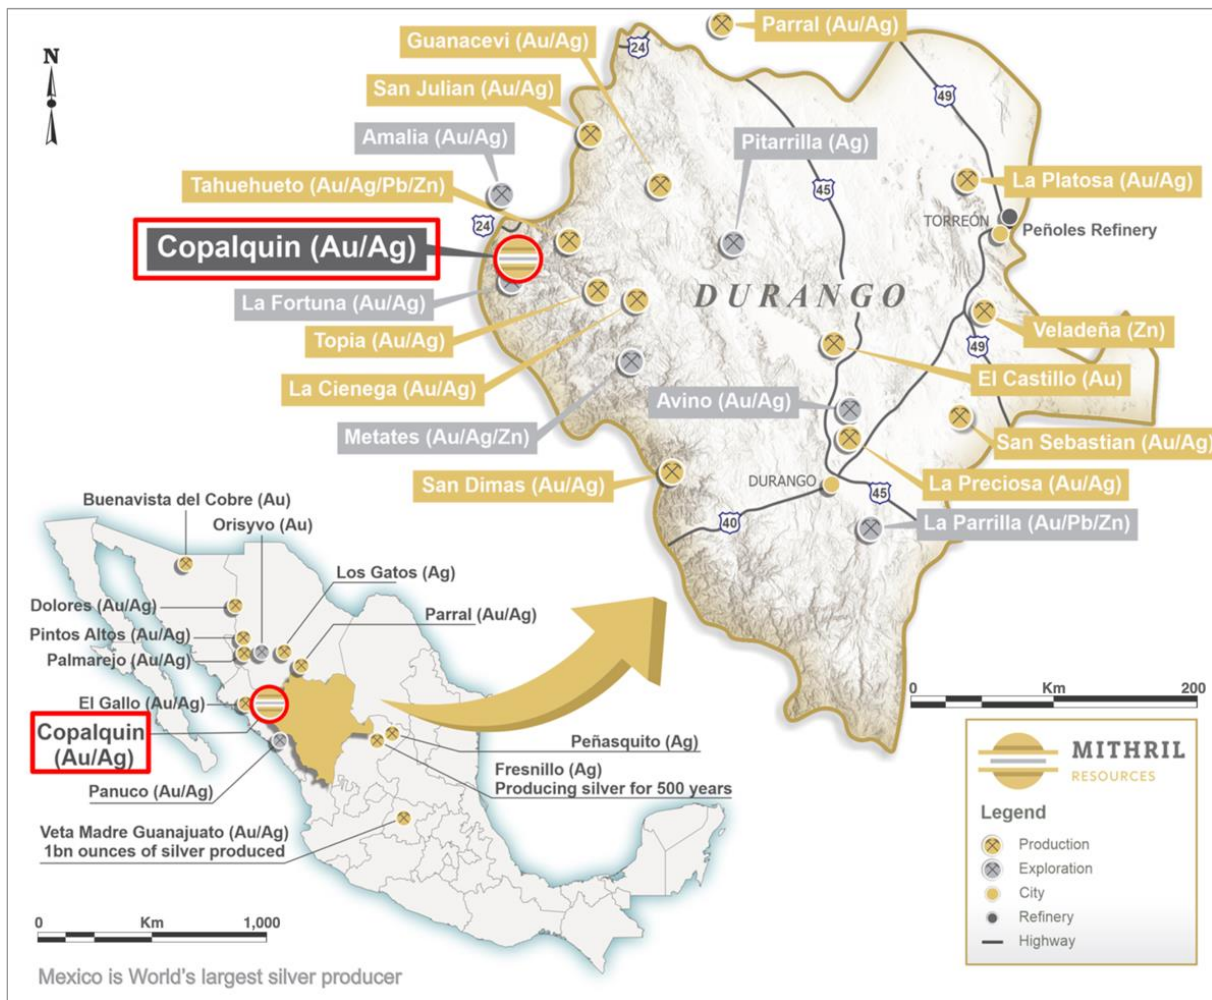 N
Guanacevi (Au/Ag)
Parral (Au/Ag)
24
San Julian (Au/Ag)
49
Amalia (Au/Ag)
Pitarrilla (Ag)
Tahuehueto (Au/Ag/Pb/Zn)
45
La Platosa (Au/Ag)
24
TORREÓN
Peñoles Refinery
Copalquin (Au/Ag)
La Fortuna (Au/Ag)
DURANGO
Topia (Au/Ag)
Veladeña (Zn)
49
La Cienega (Au/Ag)
El Castillo (Au)
Avino (Au/Ag)
Metates (Au/Ag/Zn)
San Sebastian (Au/Ag)
San Dimas (Au/Ag)
DURANGO
La Preciosa (Au/Ag)
45
40
La Parrilla (Au/Pb/Zn)
Buenavista del Cobre (Au)
Orisyvo (Au)
Los Gatos (Ag)
Dolores (Au/Ag)
Parral (Au/Ag)
Pintos Altos (Au/Ag)
Palmarejo (Au/Ag)
El Gallo (Au/Ag)
Copalquin
(Au/Ag)
Panuco (Au/Ag)
Peñasquito (Ag)
Fresnillo (Ag)
Producing silver for 500 years
Veta Madre Guanajuato (Au/Ag)
1bn ounces of silver produced
0 Km 1,000
Mexico is World's largest silver producer
0 Km 200
MITHRIL
RESOURCES
Legend
Production
Exploration
City
Refinery
Highway